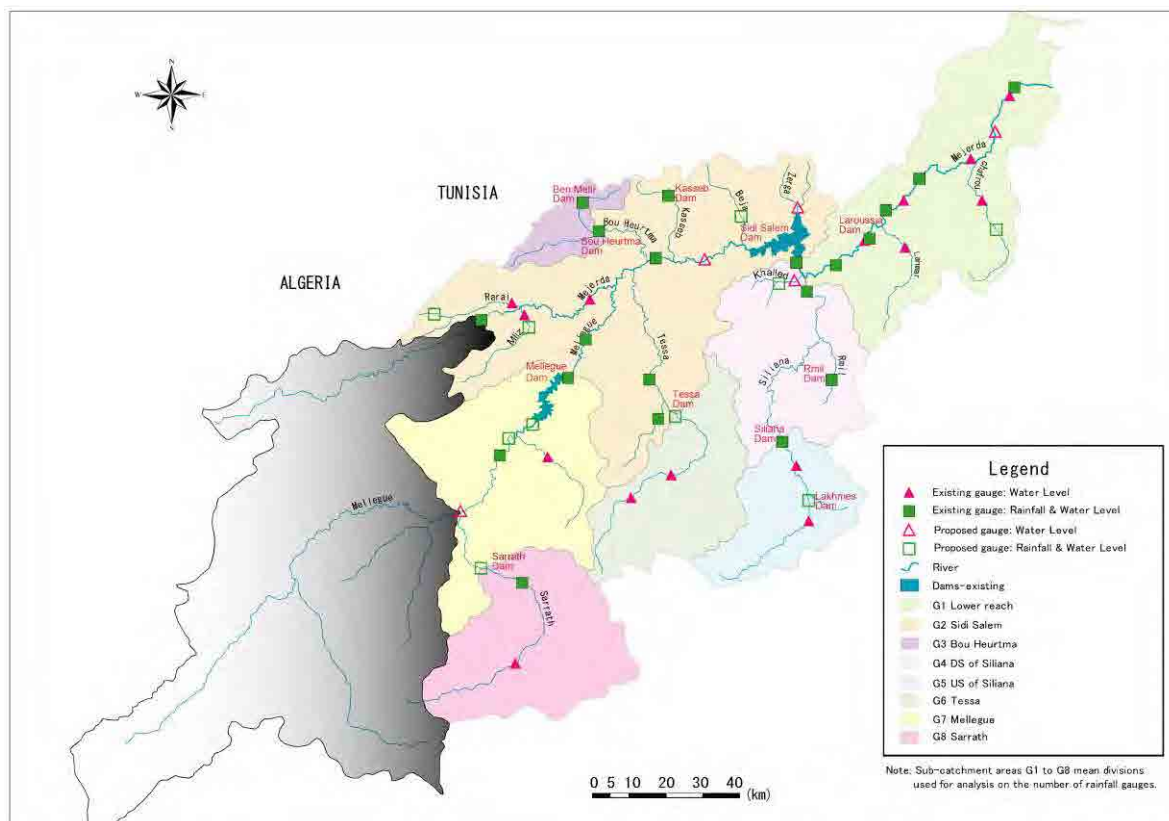 N
W
E
S
TUNISIA
ALGERIA
Ben Metir
Dam
Kasseb
Dam
Bou Heurtma
Bou Heurtma
Dam
Kasseb
Beja
Zerga
Sidi Salem
Dam
Laroussa
Dam
Mejerda
Chafrou
Lahmar
Khalled
Rarai
Mejerda
Mliz
Mellegue
Mellegue
Dam
Tessa
Tessa
Dam
Siliana
Rmil
Rmil
Dam
Siliana
Dam
Lakhmes
Dam
Mellegue
Sarrath
Dam
Sarrath
Legend
Existing gauge: Water Level
Existing gauge: Rainfall & Water Level
Proposed gauge: Water Level
Proposed gauge: Rainfall & Water Level
River
Dams-existing
G1 Lower reach
G2 Sidi Salem
G3 Bou Heurtma
G4 DS of Siliana
G5 US of Siliana
G6 Tessa
G7 Mellegue
G8 Sarrath
0 5 10 20 30 40
(km)
Note: Sub-catchment areas G1 to G8 mean divisions
used for analysis on the number of rainfall gauges.